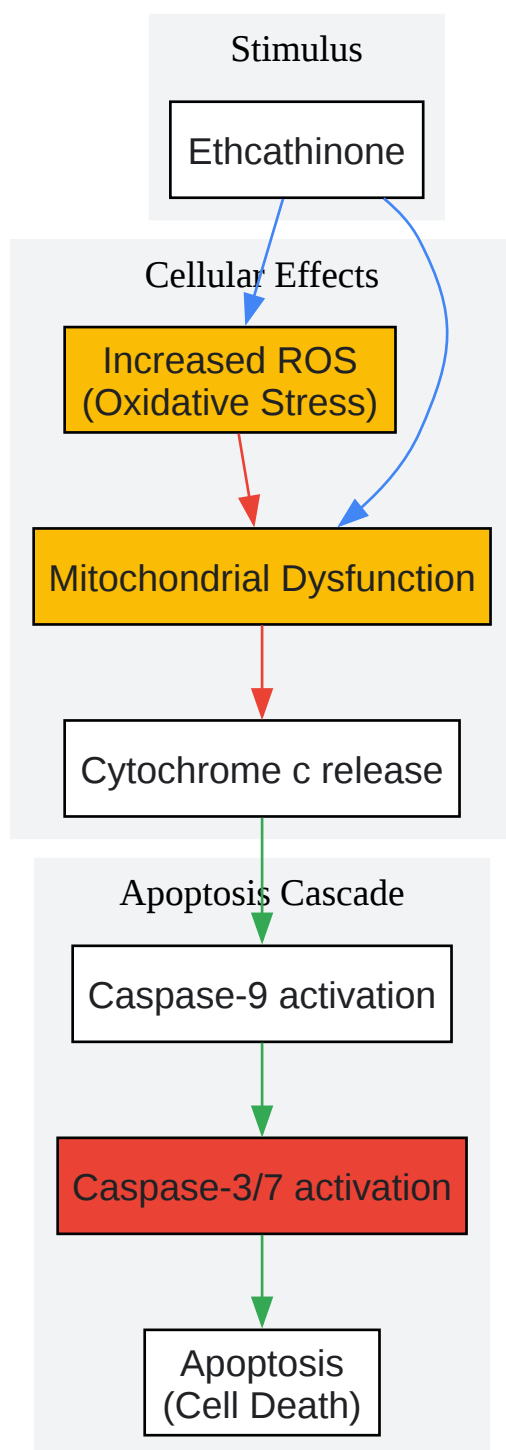 Stimulus
Ethcathinone
Cellular Effects
Increased ROS
(Oxidative Stress)
Mitochondrial Dysfunction
Cytochrome c release
Apoptosis Cascade
Caspase-9 activation
Caspase-3/7 activation
Apoptosis
(Cell Death)